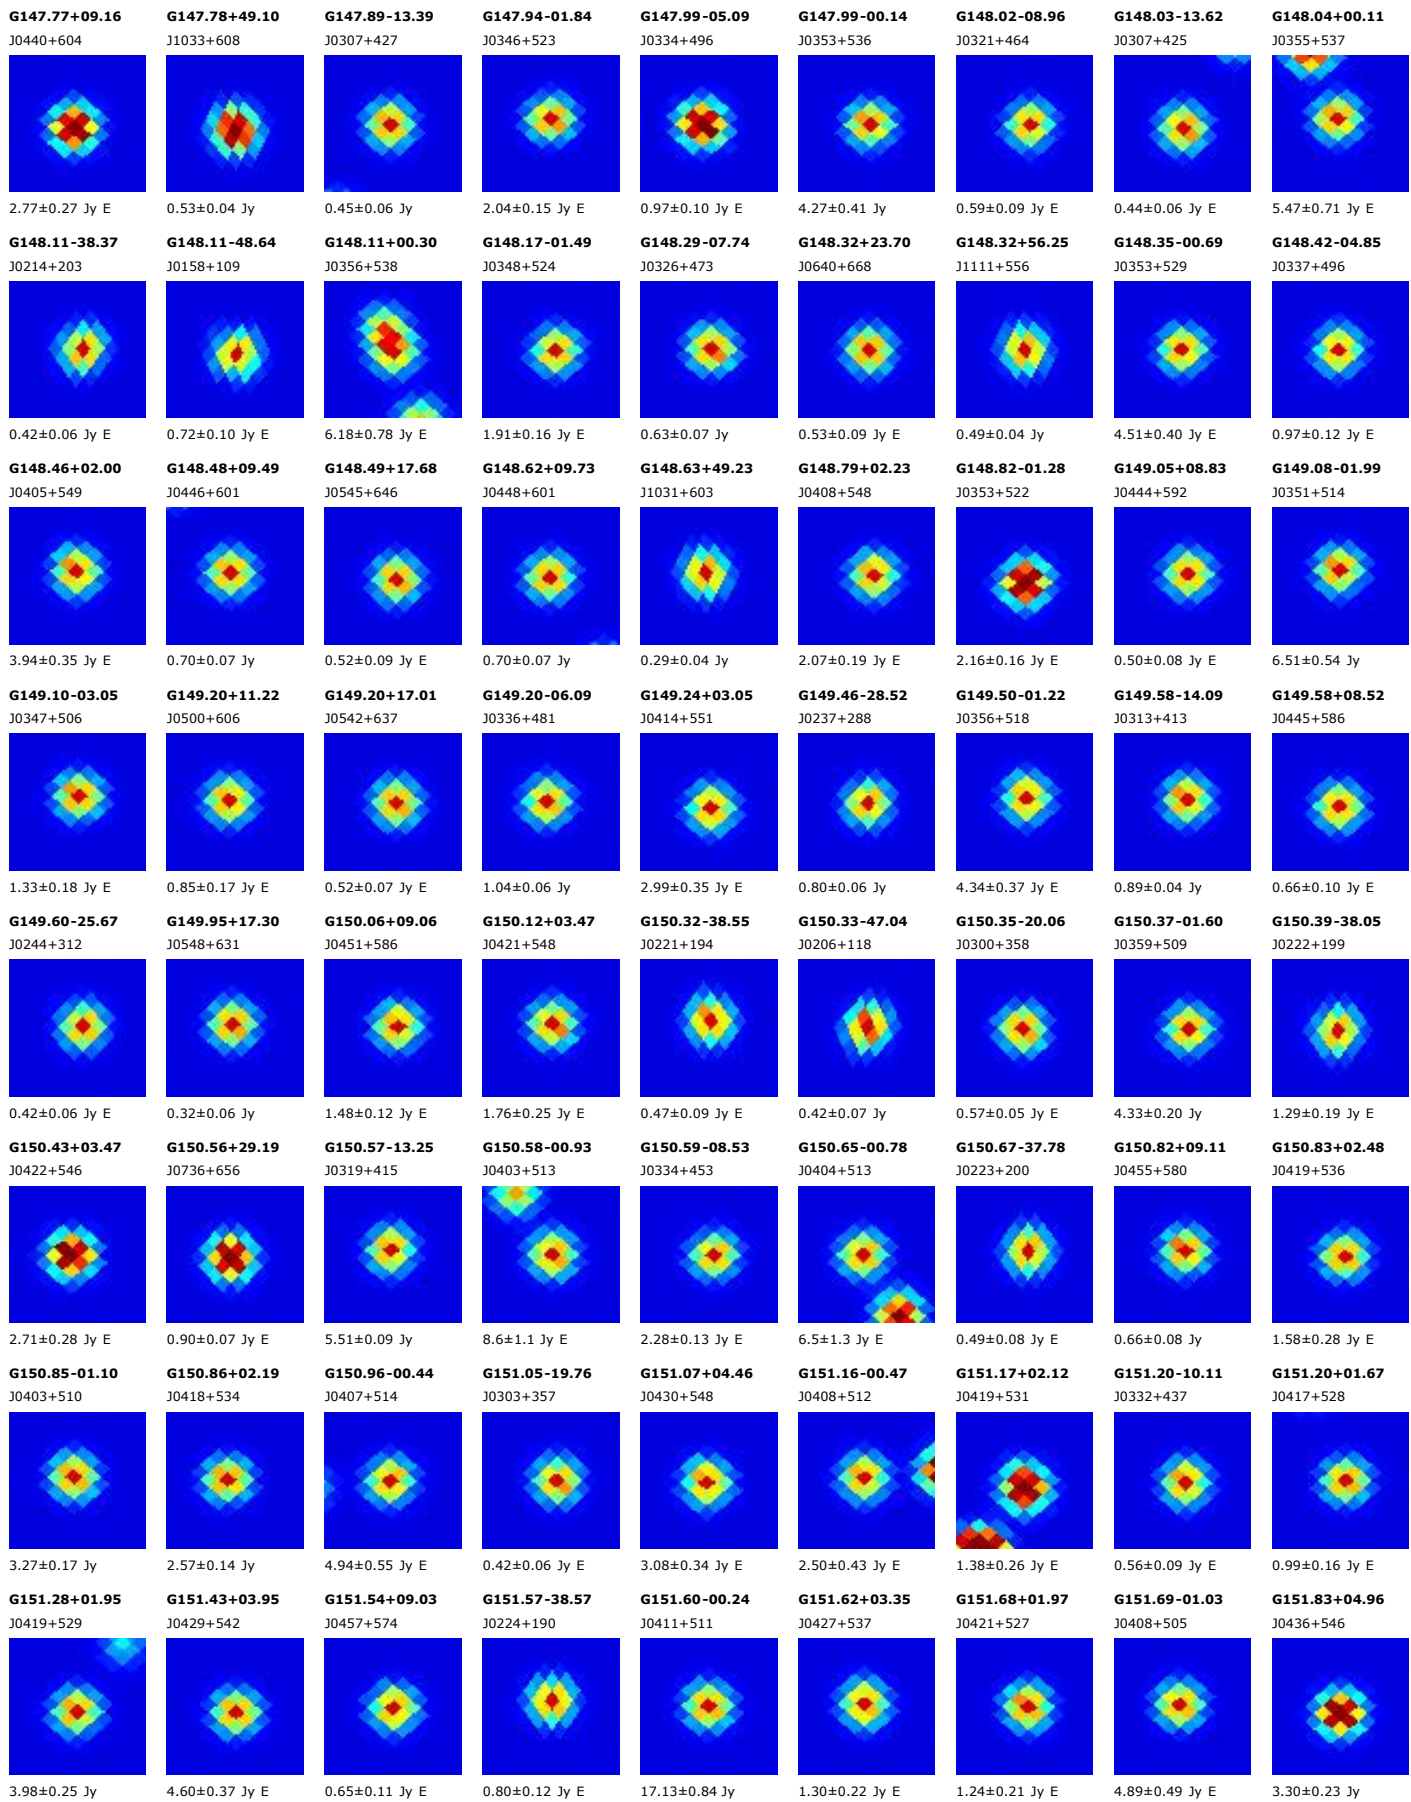 G147.77+09.16 G147.78+49.10 G147.89-13.39 G147.94-01.84 G147.99-05.09 G147.99-00.14 G148.02-08.96 G148.03-13.62 G148.04+00.11
J0440+604 J1033+608 J0307+427 J0346+523 J0334+496 J0353+536 J0321+464 J0307+425 J0355+537
2.77±0.27 Jy E 0.53±0.04 Jy 0.45±0.06 Jy 2.04±0.15 Jy E 0.97±0.10 Jy E 4.27±0.41 Jy 0.59±0.09 Jy E 0.44±0.06 Jy E 5.47±0.71 Jy E
G148.11-38.37 G148.11-48.64 G148.11+00.30 G148.17-01.49 G148.29-07.74 G148.32+23.70 G148.32+56.25 G148.35-00.69 G148.42-04.85
J0214+203 J0158+109 J0356+538 J0348+524 J0326+473 J0640+668 J1111+556 J0353+529 J0337+496
0.42±0.06 Jy E 0.72±0.10 Jy E 6.18±0.78 Jy E 1.91±0.16 Jy E 0.63±0.07 Jy 0.53±0.09 Jy E 0.49±0.04 Jy 4.51±0.40 Jy E 0.97±0.12 Jy E
G148.46+02.00 G148.48+09.49 G148.49+17.68 G148.62+09.73 G148.63+49.23 G148.79+02.23 G148.82-01.28 G149.05+08.83 G149.08-01.99
J0405+549 J0446+601 J0545+646 J0448+601 J1031+603 J0408+548 J0353+522 J0444+592 J0351+514
3.94±0.35 Jy E 0.70±0.07 Jy 0.52±0.09 Jy E 0.70±0.07 Jy 0.29±0.04 Jy 2.07±0.19 Jy E 2.16±0.16 Jy E 0.50±0.08 Jy E 6.51±0.54 Jy
G149.10-03.05 G149.20+11.22 G149.20+17.01 G149.20-06.09 G149.24+03.05 G149.46-28.52 G149.50-01.22 G149.58-14.09 G149.58+08.52
J0347+506 J0500+606 J0542+637 J0336+481 J0414+551 J0237+288 J0356+518 J0313+413 J0445+586
1.33±0.18 Jy E 0.85±0.17 Jy E 0.52±0.07 Jy E 1.04±0.06 Jy 2.99±0.35 Jy E 0.80±0.06 Jy 4.34±0.37 Jy E 0.89±0.04 Jy 0.66±0.10 Jy E
G149.60-25.67 G149.95+17.30 G150.06+09.06 G150.12+03.47 G150.32-38.55 G150.33-47.04 G150.35-20.06 G150.37-01.60 G150.39-38.05
J0244+312 J0548+631 J0451+586 J0421+548 J0221+194 J0206+118 J0300+358 J0359+509 J0222+199
0.42±0.06 Jy E 0.32±0.06 Jy 1.48±0.12 Jy E 1.76±0.25 Jy E 0.47±0.09 Jy E 0.42±0.07 Jy 0.57±0.05 Jy E 4.33±0.20 Jy 1.29±0.19 Jy E
G150.43+03.47 G150.56+29.19 G150.57-13.25 G150.58-00.93 G150.59-08.53 G150.65-00.78 G150.67-37.78 G150.82+09.11 G150.83+02.48
J0422+546 J0736+656 J0319+415 J0403+513 J0334+453 J0404+513 J0223+200 J0455+580 J0419+536
2.71±0.28 Jy E 0.90±0.07 Jy E 5.51±0.09 Jy 8.6±1.1 Jy E 2.28±0.13 Jy E 6.5±1.3 Jy E 0.49±0.08 Jy E 0.66±0.08 Jy 1.58±0.28 Jy E
G150.85-01.10 G150.86+02.19 G150.96-00.44 G151.05-19.76 G151.07+04.46 G151.16-00.47 G151.17+02.12 G151.20-10.11 G151.20+01.67
J0403+510 J0418+534 J0407+514 J0303+357 J0430+548 J0408+512 J0419+531 J0332+437 J0417+528
3.27±0.17 Jy 2.57±0.14 Jy 4.94±0.55 Jy E 0.42±0.06 Jy E 3.08±0.34 Jy E 2.50±0.43 Jy E 1.38±0.26 Jy E 0.56±0.09 Jy E 0.99±0.16 Jy E
G151.28+01.95 G151.43+03.95 G151.54+09.03 G151.57-38.57 G151.60-00.24 G151.62+03.35 G151.68+01.97 G151.69-01.03 G151.83+04.96
J0419+529 J0429+542 J0457+574 J0224+190 J0411+511 J0427+537 J0421+527 J0408+505 J0436+546
3.98±0.25 Jy 4.60±0.37 Jy E 0.65±0.11 Jy E 0.80±0.12 Jy E 17.13±0.84 Jy 1.30±0.22 Jy E 1.24±0.21 Jy E 4.89±0.49 Jy E 3.30±0.23 Jy